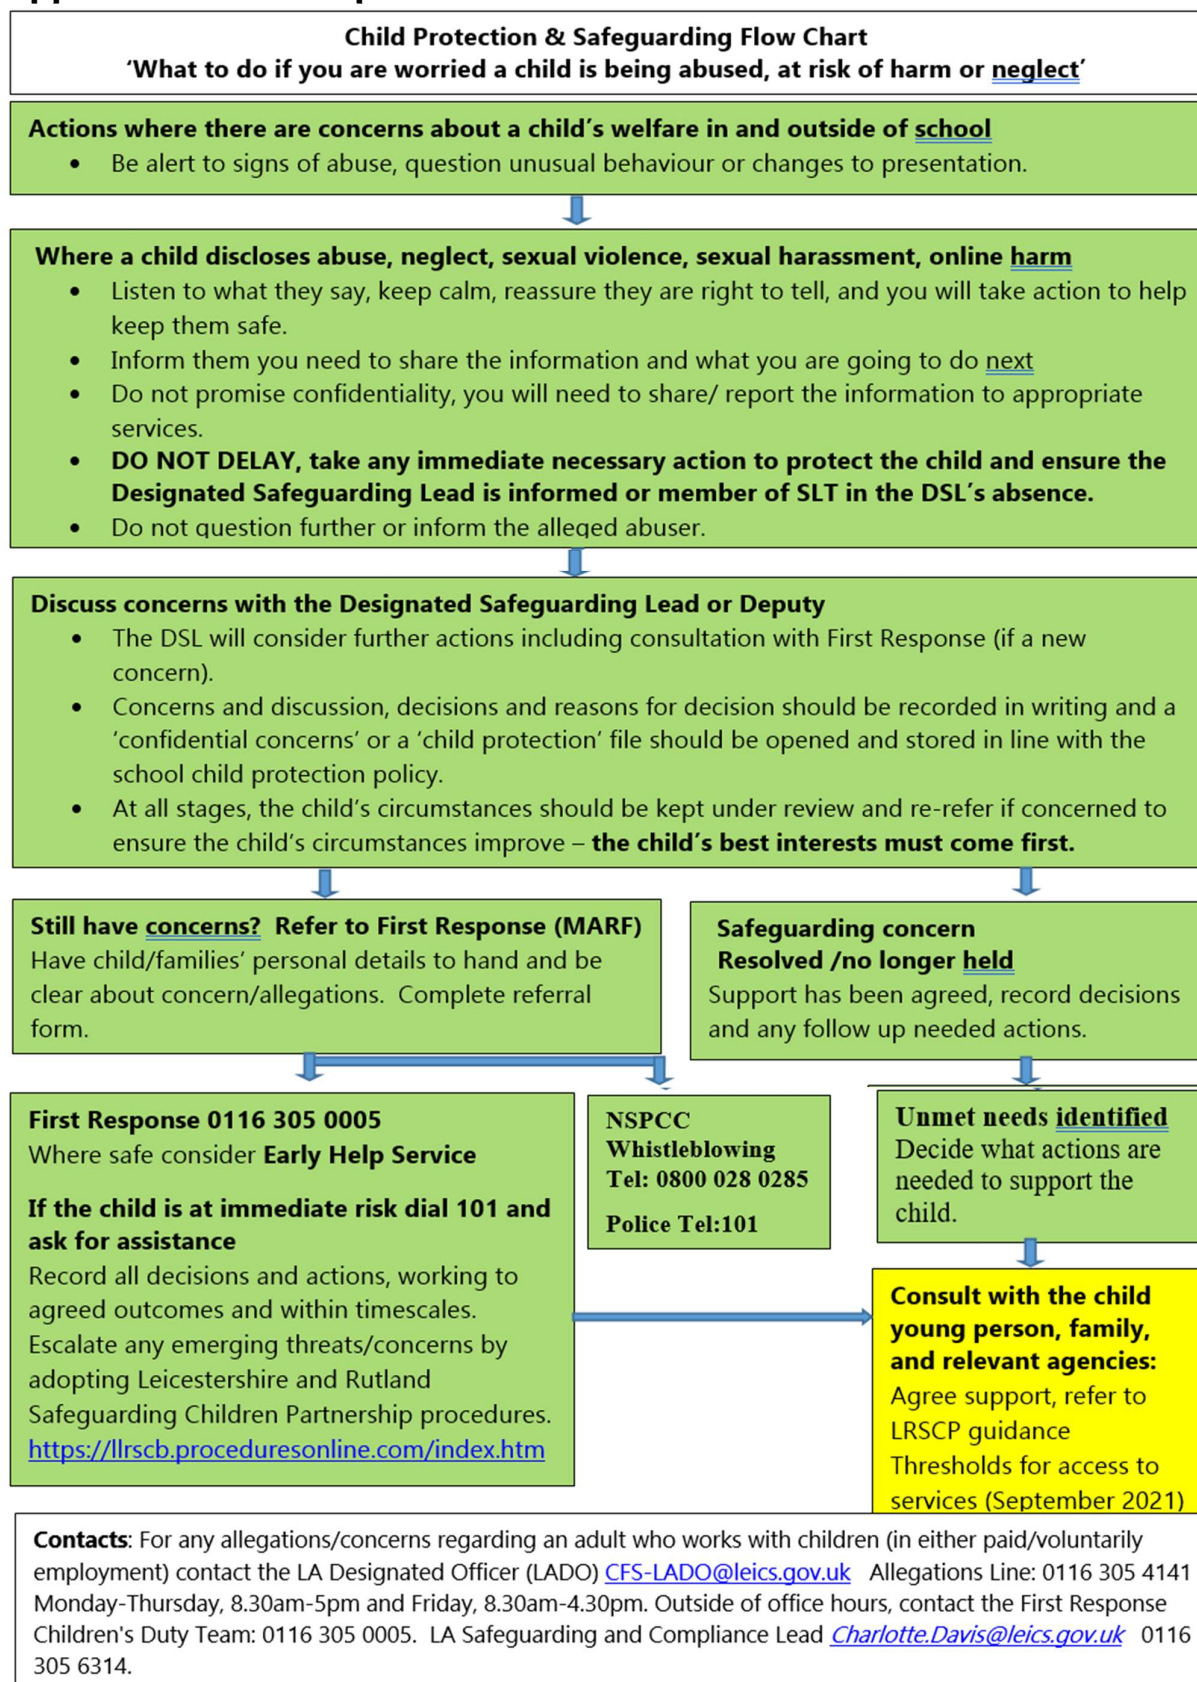 Child Protection & Safeguarding Flow Chart
‘What to do if you are worried a child is being abused, at risk of harm or neglect’
Actions where there are concerns about a child’s welfare in and outside of school
• Be alert to signs of abuse, question unusual behaviour or changes to presentation.
Where a child discloses abuse, neglect, sexual violence, sexual harassment, online harm
• Listen to what they say, keep calm, reassure they are right to tell, and you will take action to help
keep them safe.
• Inform them you need to share the information and what you are going to do next
• Do not promise confidentiality, you will need to share/ report the information to appropriate
services.
• DO NOT DELAY, take any immediate necessary action to protect the child and ensure the
Designated Safeguarding Lead is informed or member of SLT in the DSL’s absence.
• Do not question further or inform the alleged abuser.
Discuss concerns with the Designated Safeguarding Lead or Deputy
• The DSL will consider further actions including consultation with First Response (if a new
concern).
• Concerns and discussion, decisions and reasons for decision should be recorded in writing and a
‘confidential concerns’ or a ‘child protection’ file should be opened and stored in line with the
school child protection policy.
• At all stages, the child’s circumstances should be kept under review and re-refer if concerned to
ensure the child’s circumstances improve – the child’s best interests must come first.
Still have concerns? Refer to First Response (MARF)
Have child/families’ personal details to hand and be
clear about concern/allegations. Complete referral
form.
Safeguarding concern
Resolved /no longer held
Support has been agreed, record decisions
and any follow up needed actions.
First Response 0116 305 0005
Where safe consider Early Help Service
If the child is at immediate risk dial 101 and
ask for assistance
Record all decisions and actions, working to
agreed outcomes and within timescales.
Escalate any emerging threats/concerns by
adopting Leicestershire and Rutland
Safeguarding Children Partnership procedures.
https://llrscb.proceduresonline.com/index.htm
NSPCC
Whistleblowing
Tel: 0800 028 0285
Police Tel:101
Unmet needs identified
Decide what actions are
needed to support the
child.
Consult with the child
young person, family,
and relevant agencies:
Agree support, refer to
LRSCP guidance
Thresholds for access to
services (September 2021)
Contacts: For any allegations/concerns regarding an adult who works with children (in either paid/voluntarily
employment) contact the LA Designated Officer (LADO) CFS-LADO@leics.gov.uk Allegations Line: 0116 305 4141
Monday-Thursday, 8.30am-5pm and Friday, 8.30am-4.30pm. Outside of office hours, contact the First Response
Children's Duty Team: 0116 305 0005. LA Safeguarding and Compliance Lead Charlotte.Davis@leics.gov.uk 0116
305 6314.